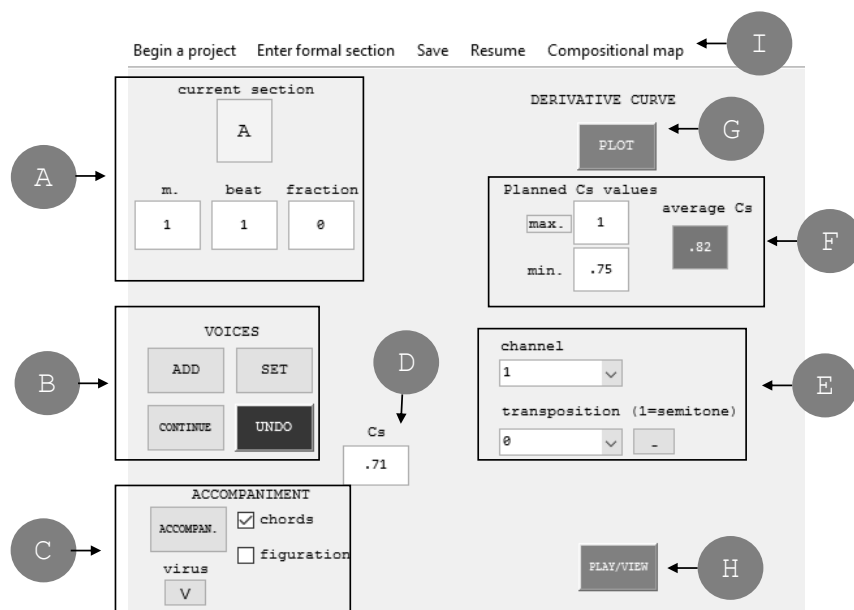 I
Begin a project Enter formal section Save Resume Compositional map
current section
A
DERIVATIVE CURVE
G
PLOT
A
m. beat fraction
1 1 0
Planned Cs values
max. 1
average Cs
.82
min. .75
F
VOICES
ADD SET
CONTINUE UNDO
B
D
Cs
.71
channel
1
transposition (1=semitone)
0 -
E
ACCOMPANIMENT
ACCOMPAN. chords
figuration
virus
V
C
PLAY/VIEW
H